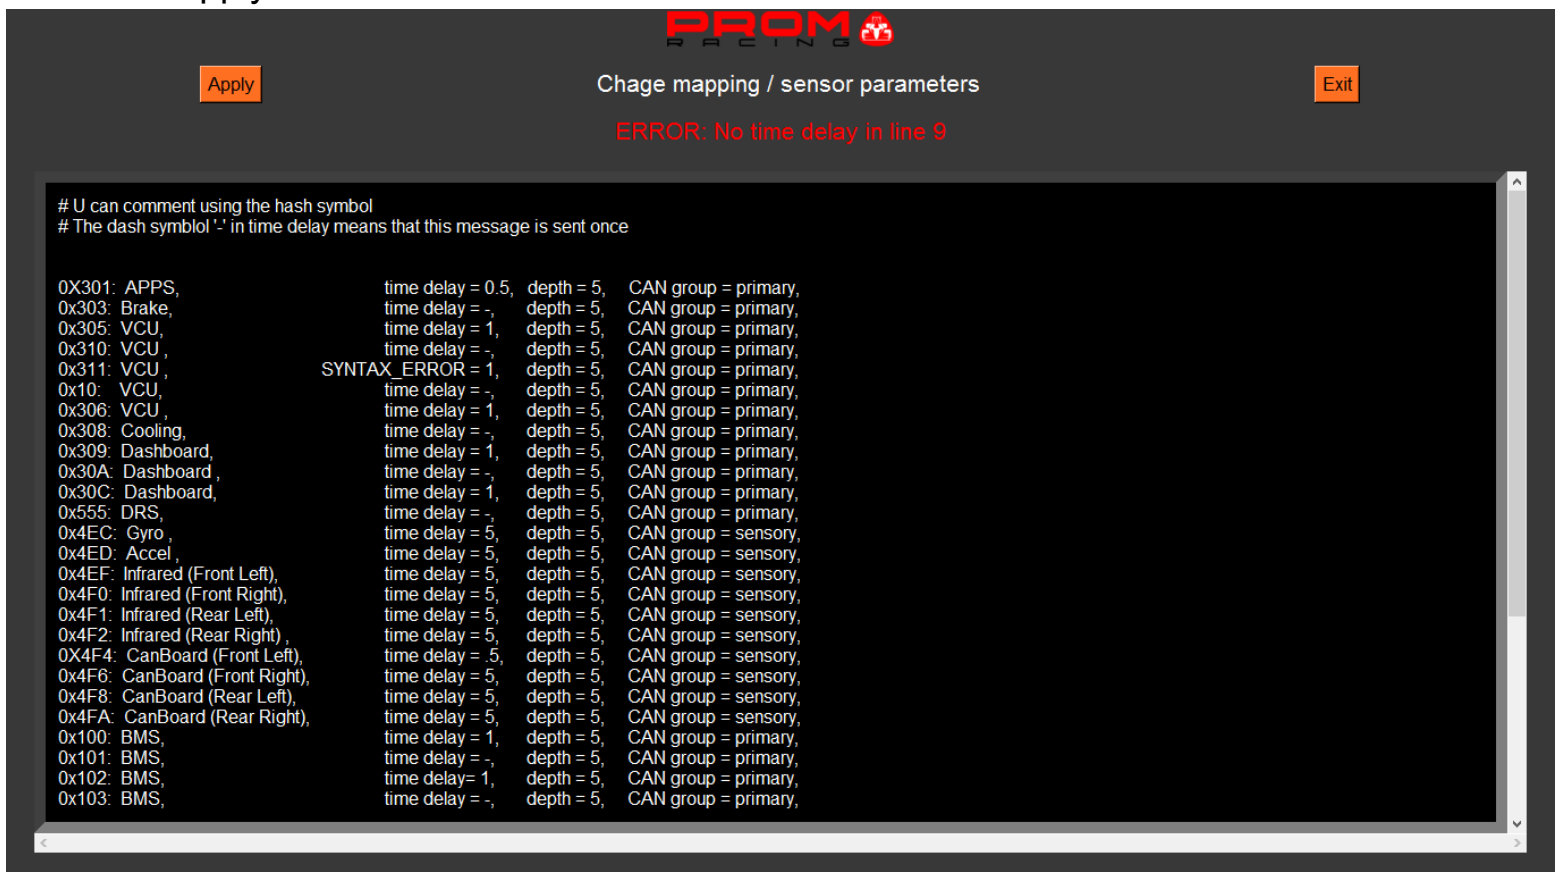 PROM
RACING
Apply
Chage mapping / sensor parameters
Exit
ERROR: No time delay in line 9
# U can comment using the hash symbol
# The dash symblol '-' in time delay means that this message is sent once
0X301: APPS, time delay = 0.5, depth = 5, CAN group = primary,
0x303: Brake, time delay = -, depth = 5, CAN group = primary,
0x305: VCU, time delay = 1, depth = 5, CAN group = primary,
0x310: VCU , time delay = -, depth = 5, CAN group = primary,
0x311: VCU , SYNTAX_ERROR = 1, depth = 5, CAN group = primary,
0x10: VCU, time delay = -, depth = 5, CAN group = primary,
0x306: VCU , time delay = 1, depth = 5, CAN group = primary,
0x308: Cooling, time delay = -, depth = 5, CAN group = primary,
0x309: Dashboard, time delay = 1, depth = 5, CAN group = primary,
0x30A: Dashboard , time delay = -, depth = 5, CAN group = primary,
0x30C: Dashboard, time delay = 1, depth = 5, CAN group = primary,
0x555: DRS, time delay = -, depth = 5, CAN group = primary,
0x4EC: Gyro , time delay = 5, depth = 5, CAN group = sensory,
0x4ED: Accel , time delay = 5, depth = 5, CAN group = sensory,
0x4EF: Infrared (Front Left), time delay = 5, depth = 5, CAN group = sensory,
0x4F0: Infrared (Front Right), time delay = 5, depth = 5, CAN group = sensory,
0x4F1: Infrared (Rear Left), time delay = 5, depth = 5, CAN group = sensory,
0x4F2: Infrared (Rear Right) , time delay = 5, depth = 5, CAN group = sensory,
0X4F4: CanBoard (Front Left), time delay = .5, depth = 5, CAN group = sensory,
0x4F6: CanBoard (Front Right), time delay = 5, depth = 5, CAN group = sensory,
0x4F8: CanBoard (Rear Left), time delay = 5, depth = 5, CAN group = sensory,
0x4FA: CanBoard (Rear Right), time delay = 5, depth = 5, CAN group = sensory,
0x100: BMS, time delay = 1, depth = 5, CAN group = primary,
0x101: BMS, time delay = -, depth = 5, CAN group = primary,
0x102: BMS, time delay= 1, depth = 5, CAN group = primary,
0x103: BMS, time delay = -, depth = 5, CAN group = primary,